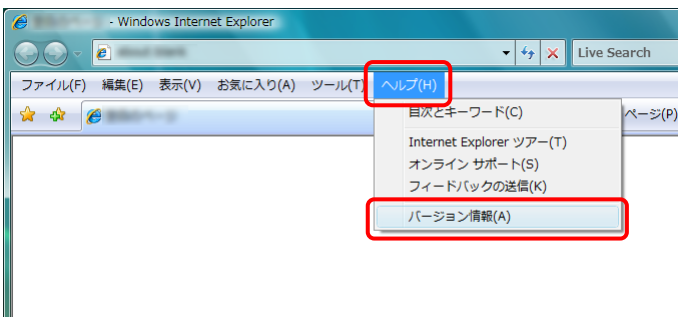 - Windows Internet Explorer
Live Search
ファイル(F) 編集(E) 表示(V) お気に入り(A) ツール(T) ヘルプ(H)
目次とキーワード(C)
ページ(P)
Internet Explorer ツアー(T)
オンライン サポート(S)
フィードバックの送信(K)
バージョン情報(A)